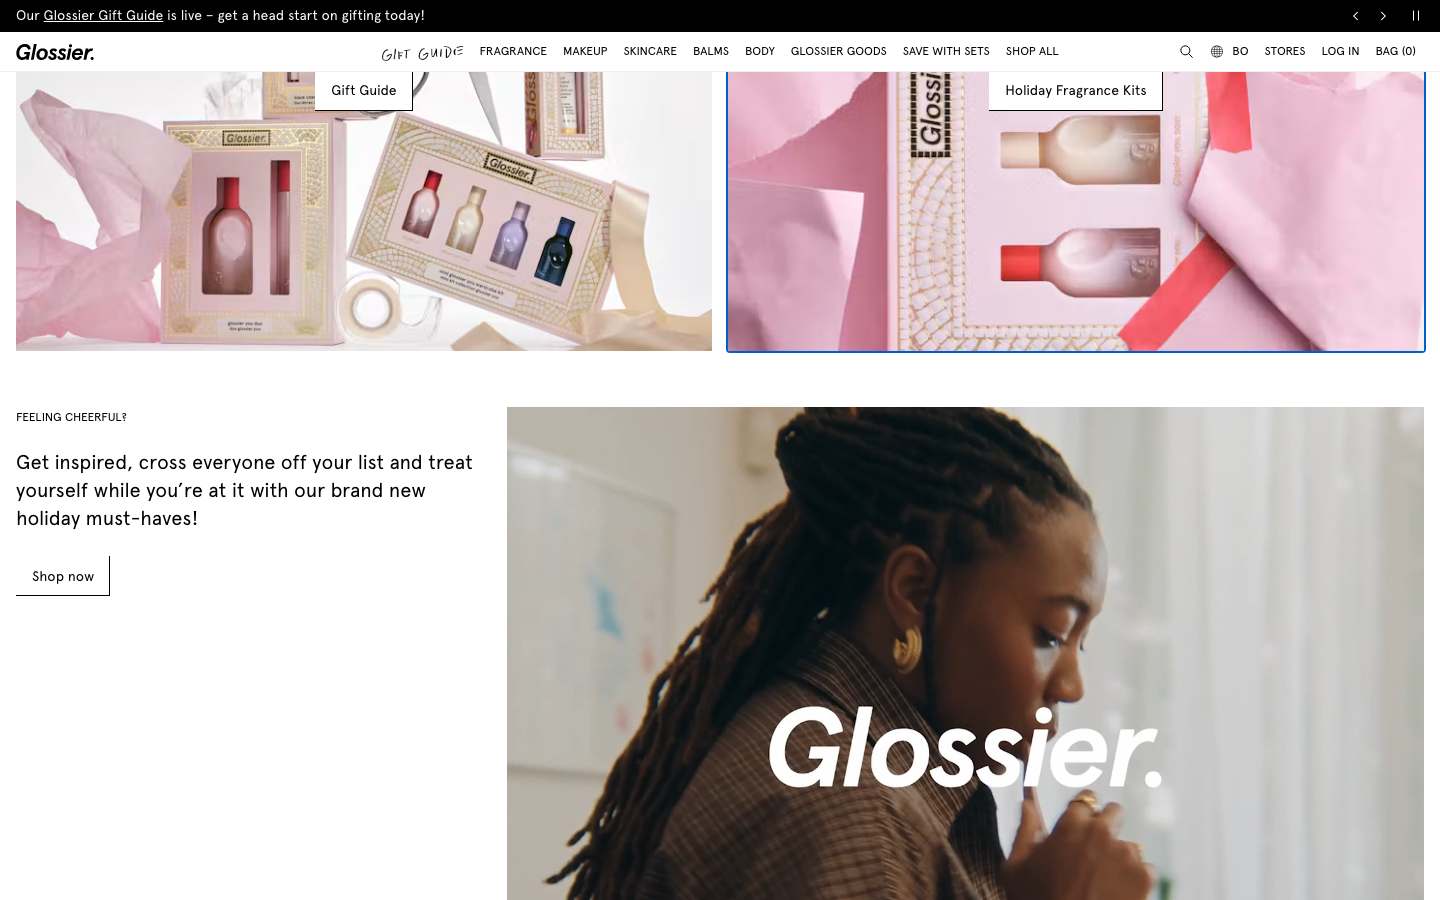 Our Glossier Gift Guide is live – get a head start on gifting today!
Glossier.
GIFT GUIDE
FRAGRANCE
MAKEUP
SKINCARE
BALMS
BODY
GLOSSIER GOODS
SAVE WITH SETS
SHOP ALL
BO
STORES
LOG IN
BAG (0)
Gift Guide
Holiday Fragrance Kits
Glossier.
Glossier.
Glossier
FEELING CHEERFUL?
Get inspired, cross everyone off your list and treat
yourself while you’re at it with our brand new
holiday must-haves!
Shop now
Glossier.